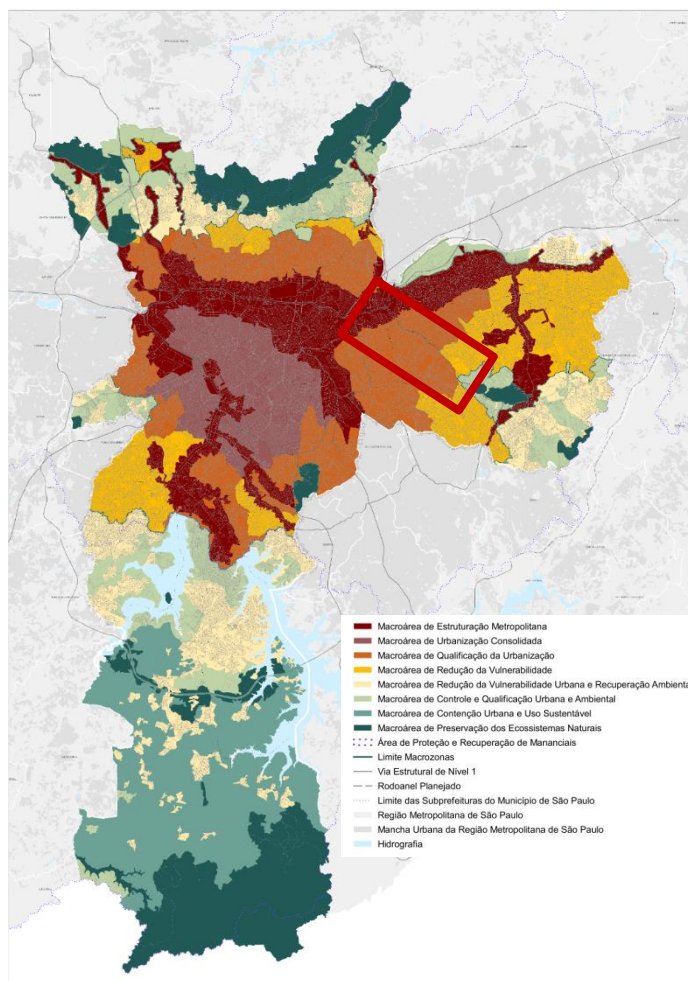 Macroárea de Estruturação Metropolitana
Macroárea de Urbanização Consolidada
Macroárea de Qualificação da Urbanização
Macroárea de Redução da Vulnerabilidade
Macroárea de Redução da Vulnerabilidade Urbana e Recuperação Ambienta
Macroárea de Controle e Qualificação Urbana e Ambiental
Macroárea de Contenção Urbana e Uso Sustentável
Macroárea de Preservação dos Ecossistemas Naturais
Área de Proteção e Recuperação de Mananciais
Limite Macrozonas
Via Estrutural de Nível 1
Rodoanel Planejado
Limite das Subprefeituras do Município de São Paulo
Região Metropolitana de São Paulo
Mancha Urbana da Região Metropolitana de São Paulo
Hidrografia